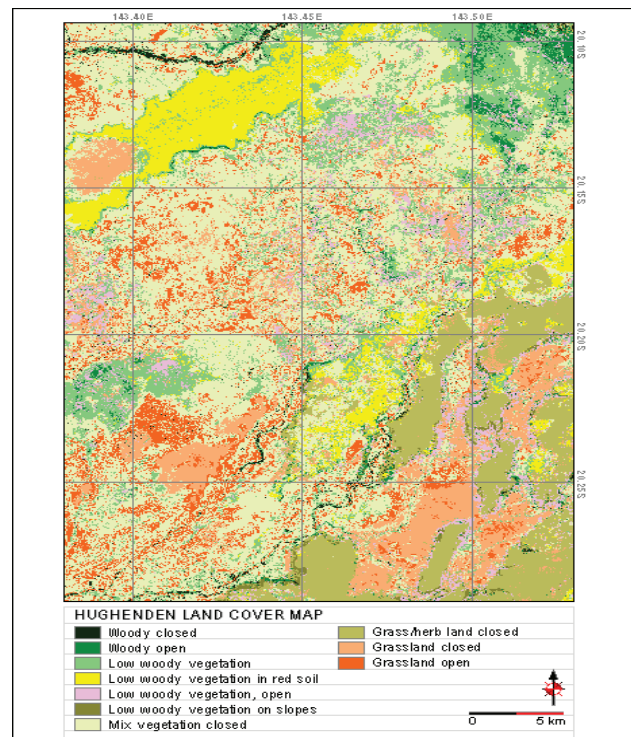 143.40E 143.45E 143.50E
20.10S
20.15S
20.20S
20.25S
HUGHENDEN LAND COVER MAP
Woody closed
Woody open
Low woody vegetation
Low woody vegetation in red soil
Low woody vegetation, open
Low woody vegetation on slopes
Mix vegetation closed
Grass/herb land closed
Grassland closed
Grassland open
0 5 km